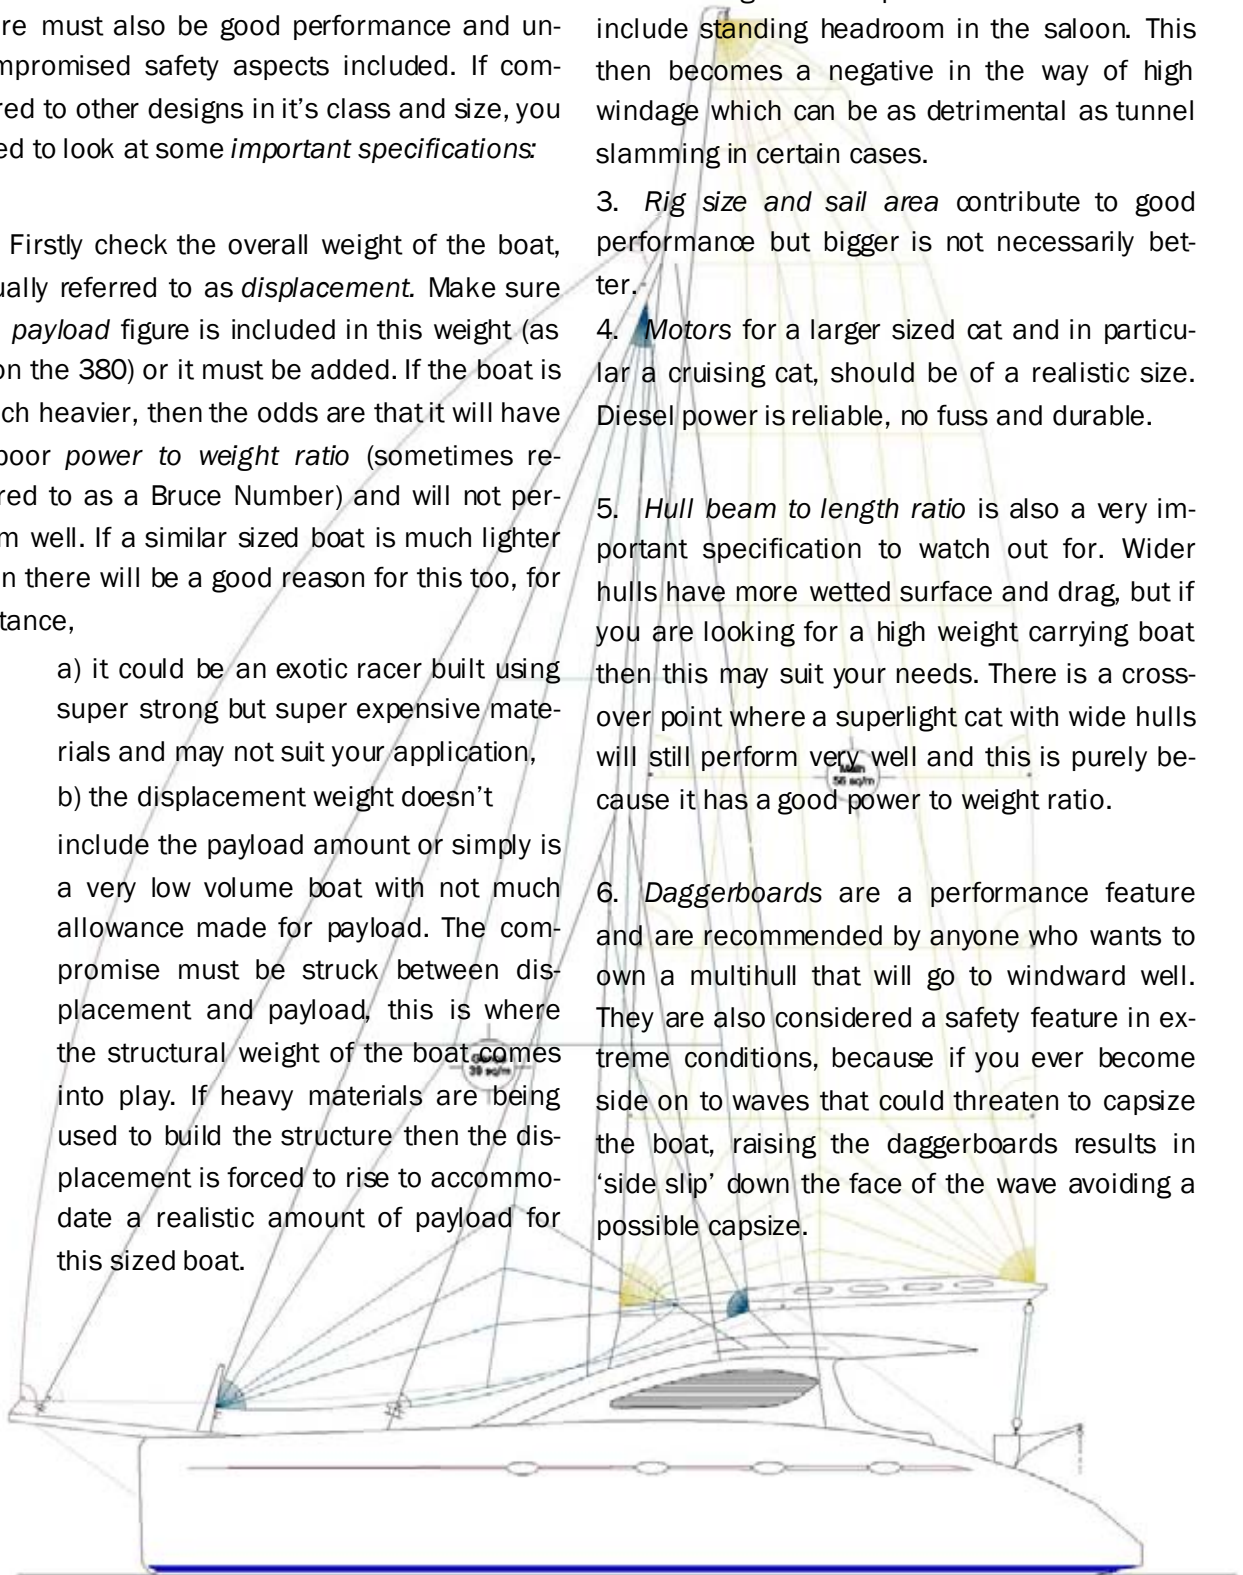 re must also be good performance and un-
mpromised safety aspects included. If com-
red to other designs in it's class and size, you
ed to look at some important specifications:
Firstly check the overall weight of the boat,
ually referred to as displacement. Make sure
payload figure is included in this weight (as
on the 380) or it must be added. If the boat is
ch heavier, then the odds are that it will have
poor power to weight ratio (sometimes re-
red to as a Bruce Number) and will not per-
m well. If a similar sized boat is much lighter
n there will be a good reason for this too, for
tance,
a) it could be an exotic racer built using
super strong but super expensive mate-
rials and may not suit your application,
b) the displacement weight doesn't
include the payload amount or simply is
a very low volume boat with not much
allowance made for payload. The com-
promise must be struck between dis-
placement and payload, this is where
the structural weight of the boat comes
into play. If heavy materials are being
used to build the structure then the dis-
placement is forced to rise to accommo-
date a realistic amount of payload for
this sized boat.
include standing headroom in the saloon. This
then becomes a negative in the way of high
windage which can be as detrimental as tunnel
slamming in certain cases.
3. Rig size and sail area contribute to good
performance but bigger is not necessarily bet-
ter.
4. Motors for a larger sized cat and in particu-
lar a cruising cat, should be of a realistic size.
Diesel power is reliable, no fuss and durable.
5. Hull beam to length ratio is also a very im-
portant specification to watch out for. Wider
hulls have more wetted surface and drag, but if
you are looking for a high weight carrying boat
then this may suit your needs. There is a cross-
over point where a superlight cat with wide hulls
will still perform very well and this is purely be-
cause it has a good power to weight ratio.
6. Daggerboards are a performance feature
and are recommended by anyone who wants to
own a multihull that will go to windward well.
They are also considered a safety feature in ex-
treme conditions, because if you ever become
side on to waves that could threaten to capsize
the boat, raising the daggerboards results in
‘side slip’ down the face of the wave avoiding a
possible capsize.
Main
56 sq/m
39 sq/m